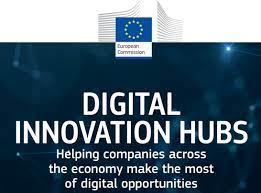 European
Commission
DIGITAL
INNOVATION HUBS
Helping companies across
the economy make the most
of digital opportunities